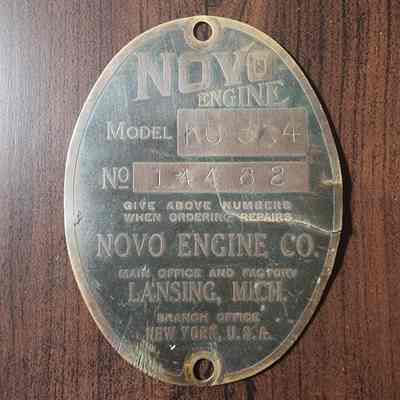 NOVO
ENGINE
MODEL
No 14482
GIVE ABOVE NUMBERS
WHEN ORDERING REPAIRS
NOVO ENGINE CO.
MAIN OFFICE AND FACTORY
LANSING, MICH.
BRANCH OFFICE
NEW YORK, U.S.A.